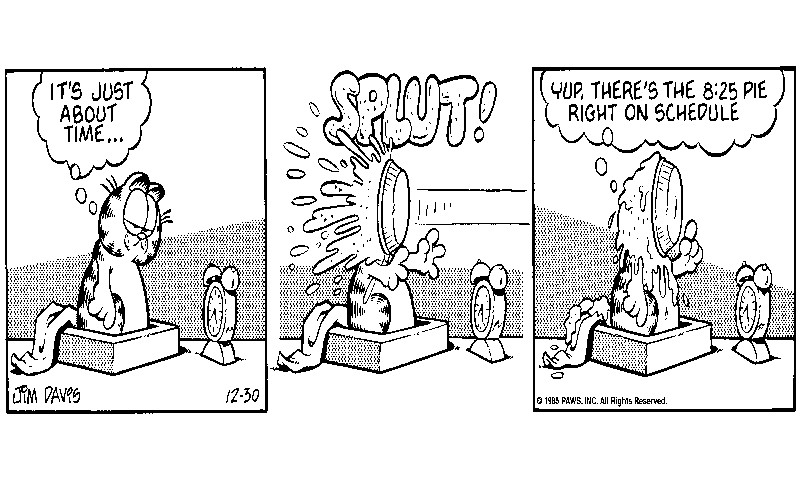 IT'S JUST
ABOUT
TIME...
JIM DAVIS
12-30
SPLUT!
YUP, THERE'S THE 8:25 PIE
RIGHT ON SCHEDULE
© 1985 PAWS, INC. All Rights Reserved.